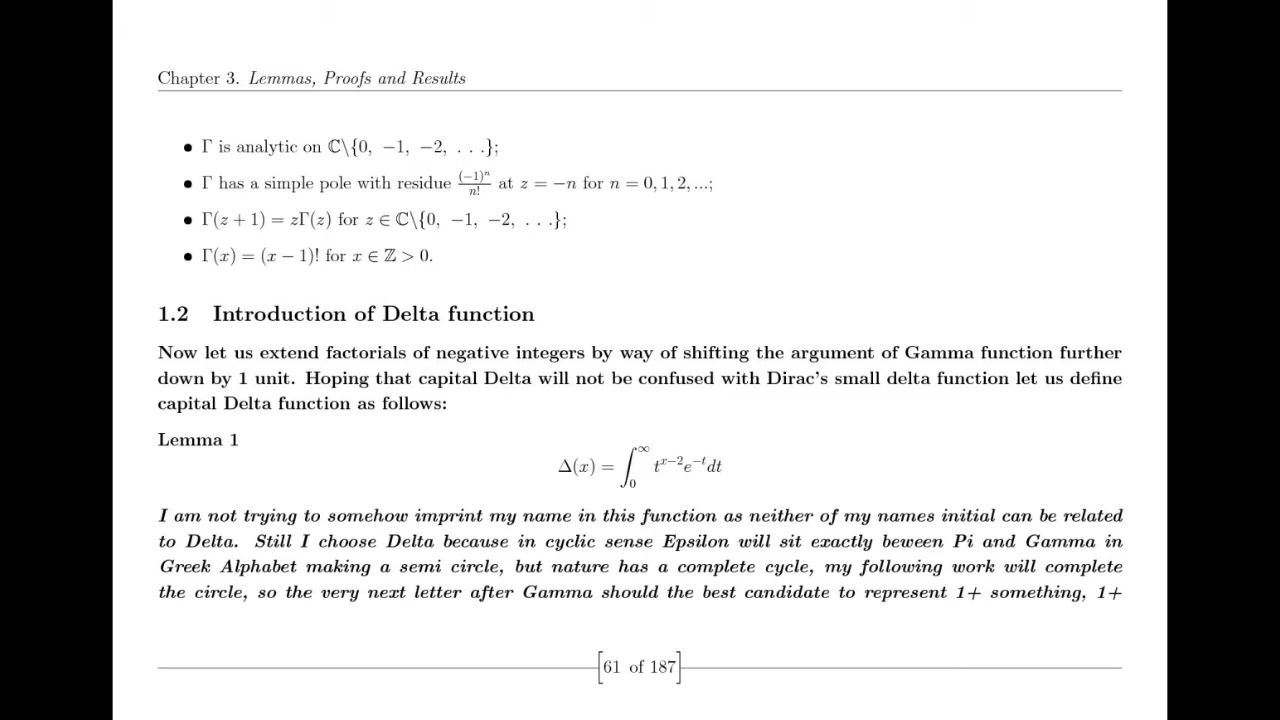 Chapter 3. Lemmas, Proofs and Results
• Γ is analytic on ℂ\{0, −1, −2, . . .};
• Γ has a simple pole with residue (−1)ⁿ/n! at z = −n for n = 0, 1, 2, ...;
• Γ(z + 1) = zΓ(z) for z ∈ ℂ\{0, −1, −2, . . .};
• Γ(x) = (x − 1)! for x ∈ ℤ > 0.
1.2 Introduction of Delta function
Now let us extend factorials of negative integers by way of shifting the argument of Gamma function further
down by 1 unit. Hoping that capital Delta will not be confused with Dirac's small delta function let us define
capital Delta function as follows:
Lemma 1
Δ(x) = ∫₀^∞ t^{x−2}e^{−t}dt
I am not trying to somehow imprint my name in this function as neither of my names initial can be related
to Delta. Still I choose Delta because in cyclic sense Epsilon will sit exactly beween Pi and Gamma in
Greek Alphabet making a semi circle, but nature has a complete cycle, my following work will complete
the circle, so the very next letter after Gamma should the best candidate to represent 1+ something, 1+
[61 of 187]